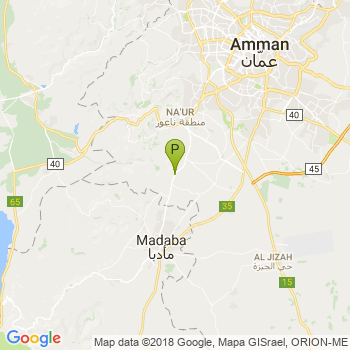 Amman
عمّان
NA'UR
منطقة ناعور
P
40
40
45
65
35
Madaba
مادبا
AL JIZAH
حي الجيزة
15
Google
Map data ©2018 Google, Mapa GISrael, ORION-ME